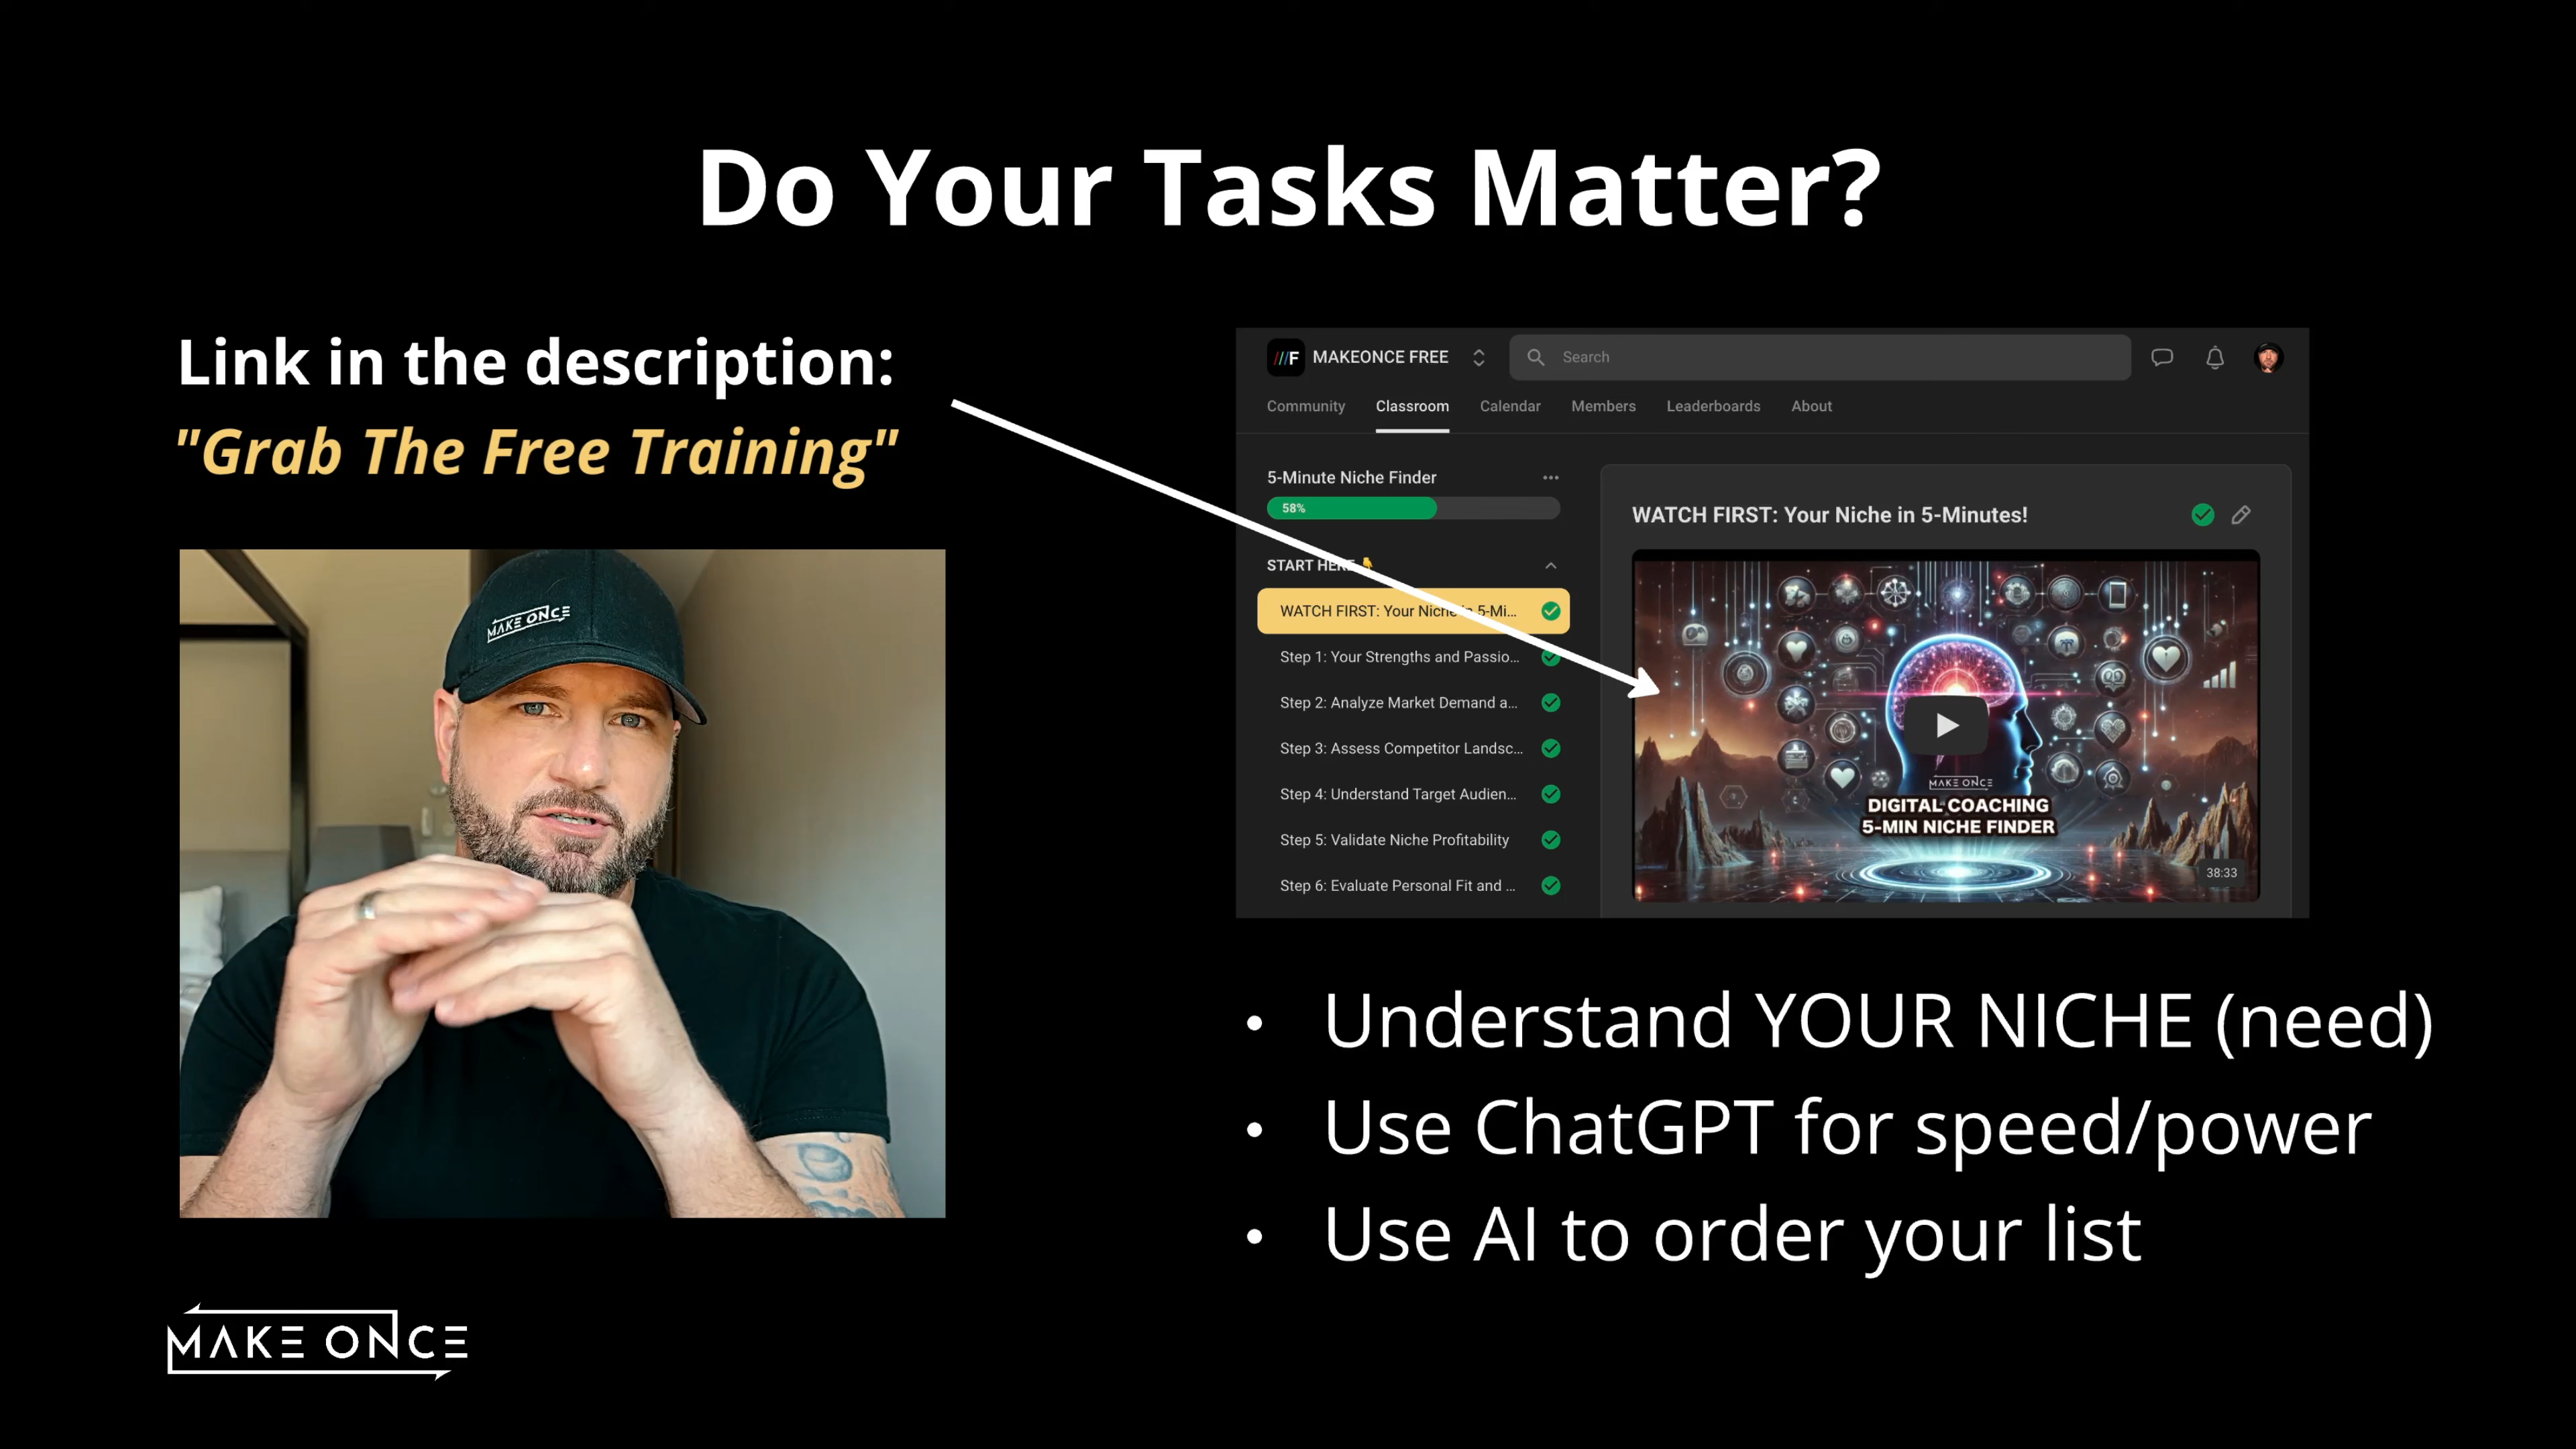 Do Your Tasks Matter?
Link in the description:
"Grab The Free Training"
MAKE ONCE
///F MAKEONCE FREE
Search
Community Classroom Calendar Members Leaderboards About
5-Minute Niche Finder
58%
START HERE 👇
WATCH FIRST: Your Niche in 5-Mi...
Step 1: Your Strengths and Passio...
Step 2: Analyze Market Demand a...
Step 3: Assess Competitor Landsc...
Step 4: Understand Target Audien...
Step 5: Validate Niche Profitability
Step 6: Evaluate Personal Fit and ...
WATCH FIRST: Your Niche in 5-Minutes!
MAKE ONCE
DIGITAL COACHING
5-MIN NICHE FINDER
38:33
• Understand YOUR NICHE (need)
• Use ChatGPT for speed/power
• Use AI to order your list
MAKE ONCE